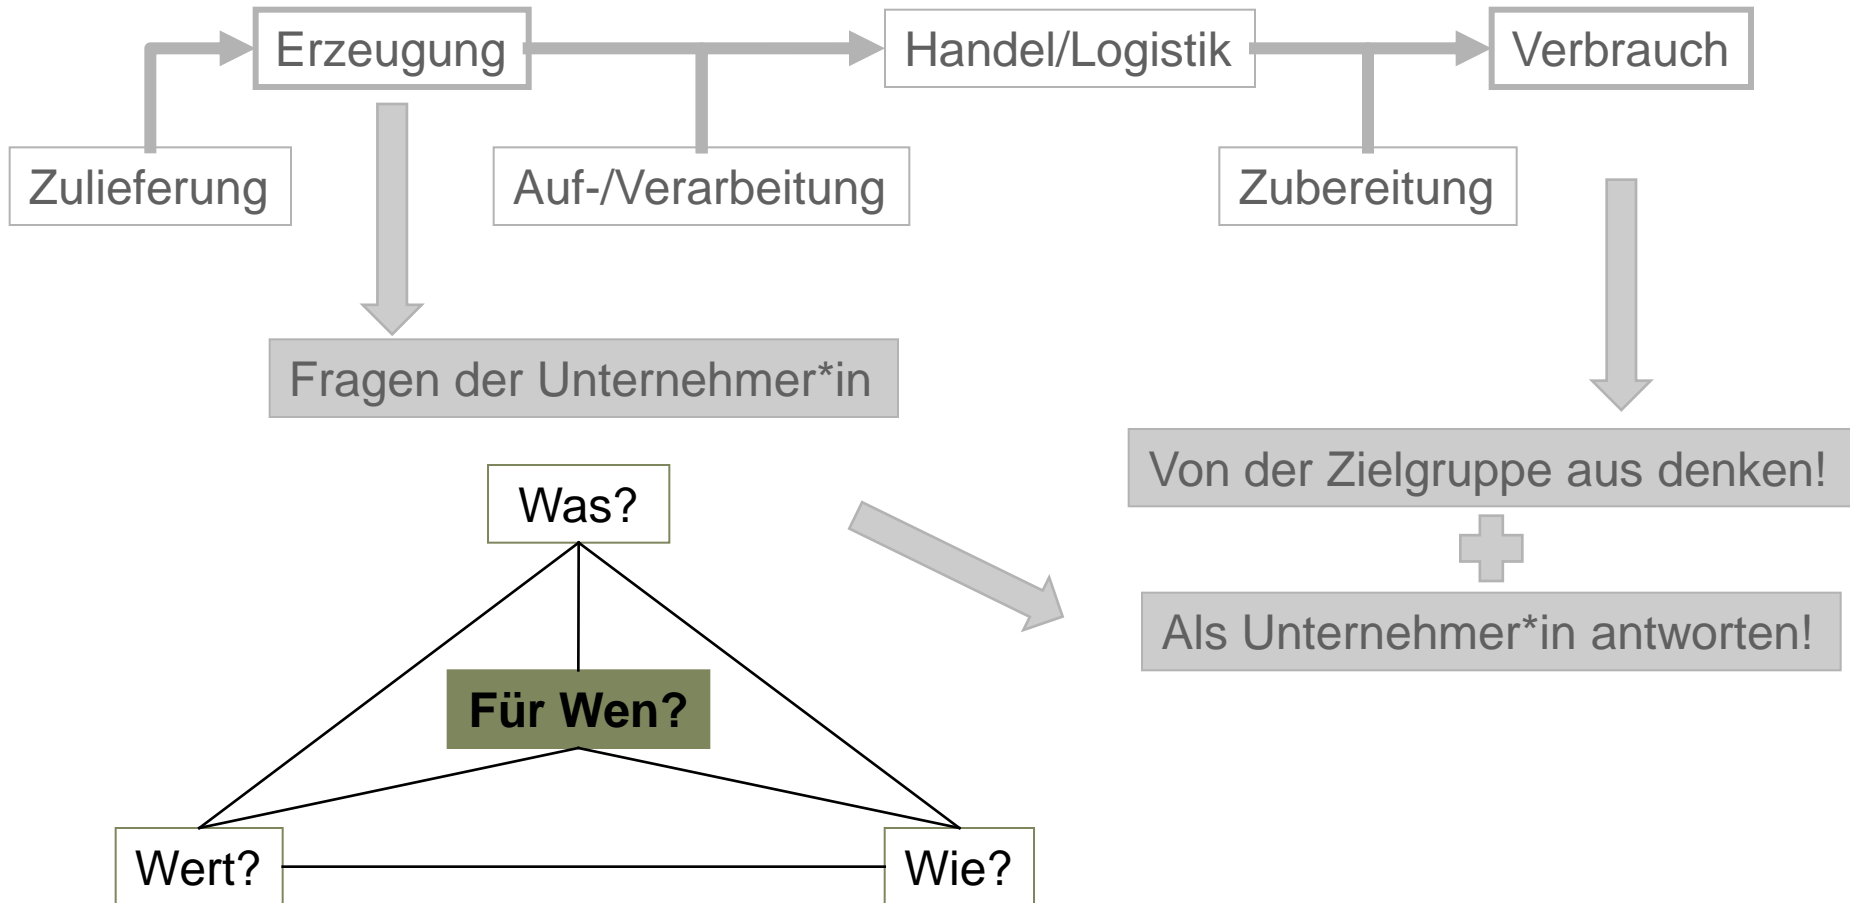 Erzeugung
Handel/Logistik
Verbrauch
Zulieferung
Auf-/Verarbeitung
Zubereitung
Fragen der Unternehmer*in
Von der Zielgruppe aus denken!
Was?
Als Unternehmer*in antworten!
Für Wen?
Wert?
Wie?